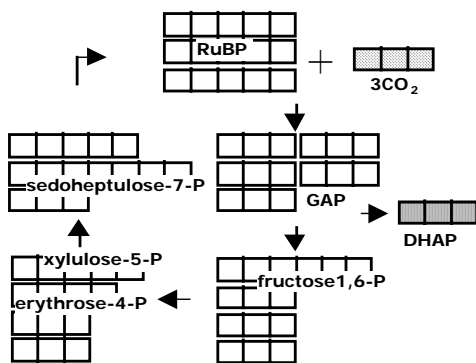 RuBP
+
3CO₂
sedoheptulose-7-P
GAP
DHAP
xylulose-5-P
fructose1,6-P
erythrose-4-P